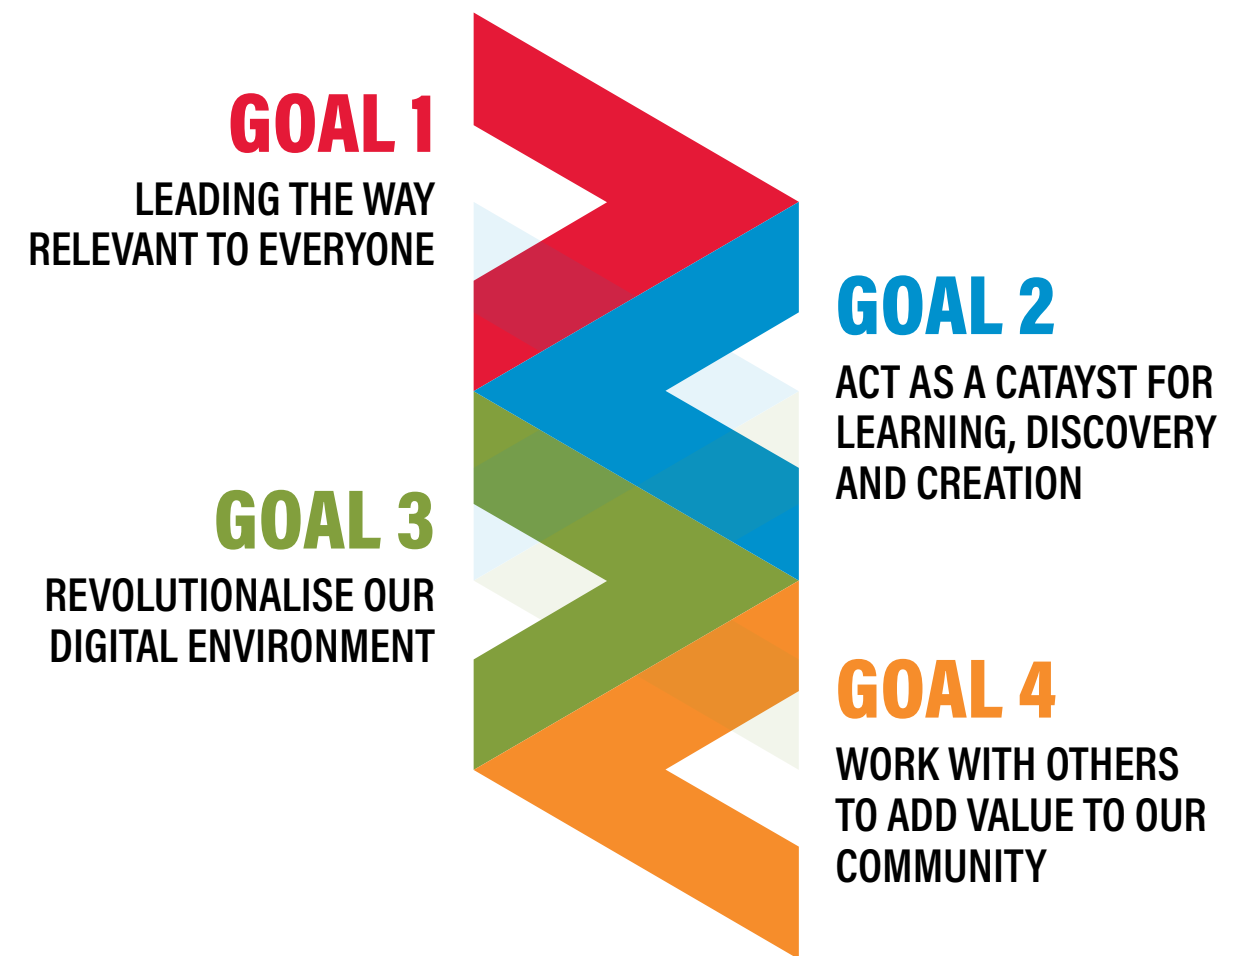 GOAL 1
LEADING THE WAY
RELEVANT TO EVERYONE
GOAL 2
ACT AS A CATAYST FOR
LEARNING, DISCOVERY
AND CREATION
GOAL 3
REVOLUTIONALISE OUR
DIGITAL ENVIRONMENT
GOAL 4
WORK WITH OTHERS
TO ADD VALUE TO OUR
COMMUNITY